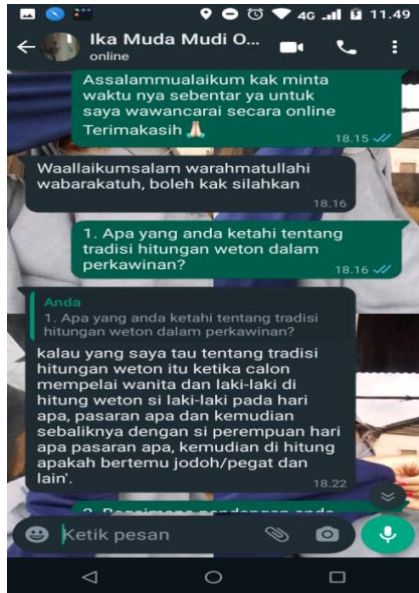 4G 11.49
Ika Muda Mudi O...
online
Assalammualaikum kak minta
waktu nya sebentar ya untuk
saya wawancarai secara online
Terimakasih 🙏🏻
18.15
Waallaikumsalam warahmatullahi
wabarakatuh, boleh kak silahkan
18.16
1. Apa yang anda ketahi tentang
tradisi hitungan weton dalam
perkawinan?
18.16
Anda
1. Apa yang anda ketahi tentang tradisi
hitungan weton dalam perkawinan?
kalau yang saya tau tentang tradisi
hitungan weton itu ketika calon
mempelai wanita dan laki-laki di
hitung weton si laki-laki pada hari
apa, pasaran apa dan kemudian
sebaliknya dengan si perempuan hari
apa pasaran apa, kemudian di hitung
apakah bertemu jodoh/pegat dan
lain'.
18.22
Ketik pesan